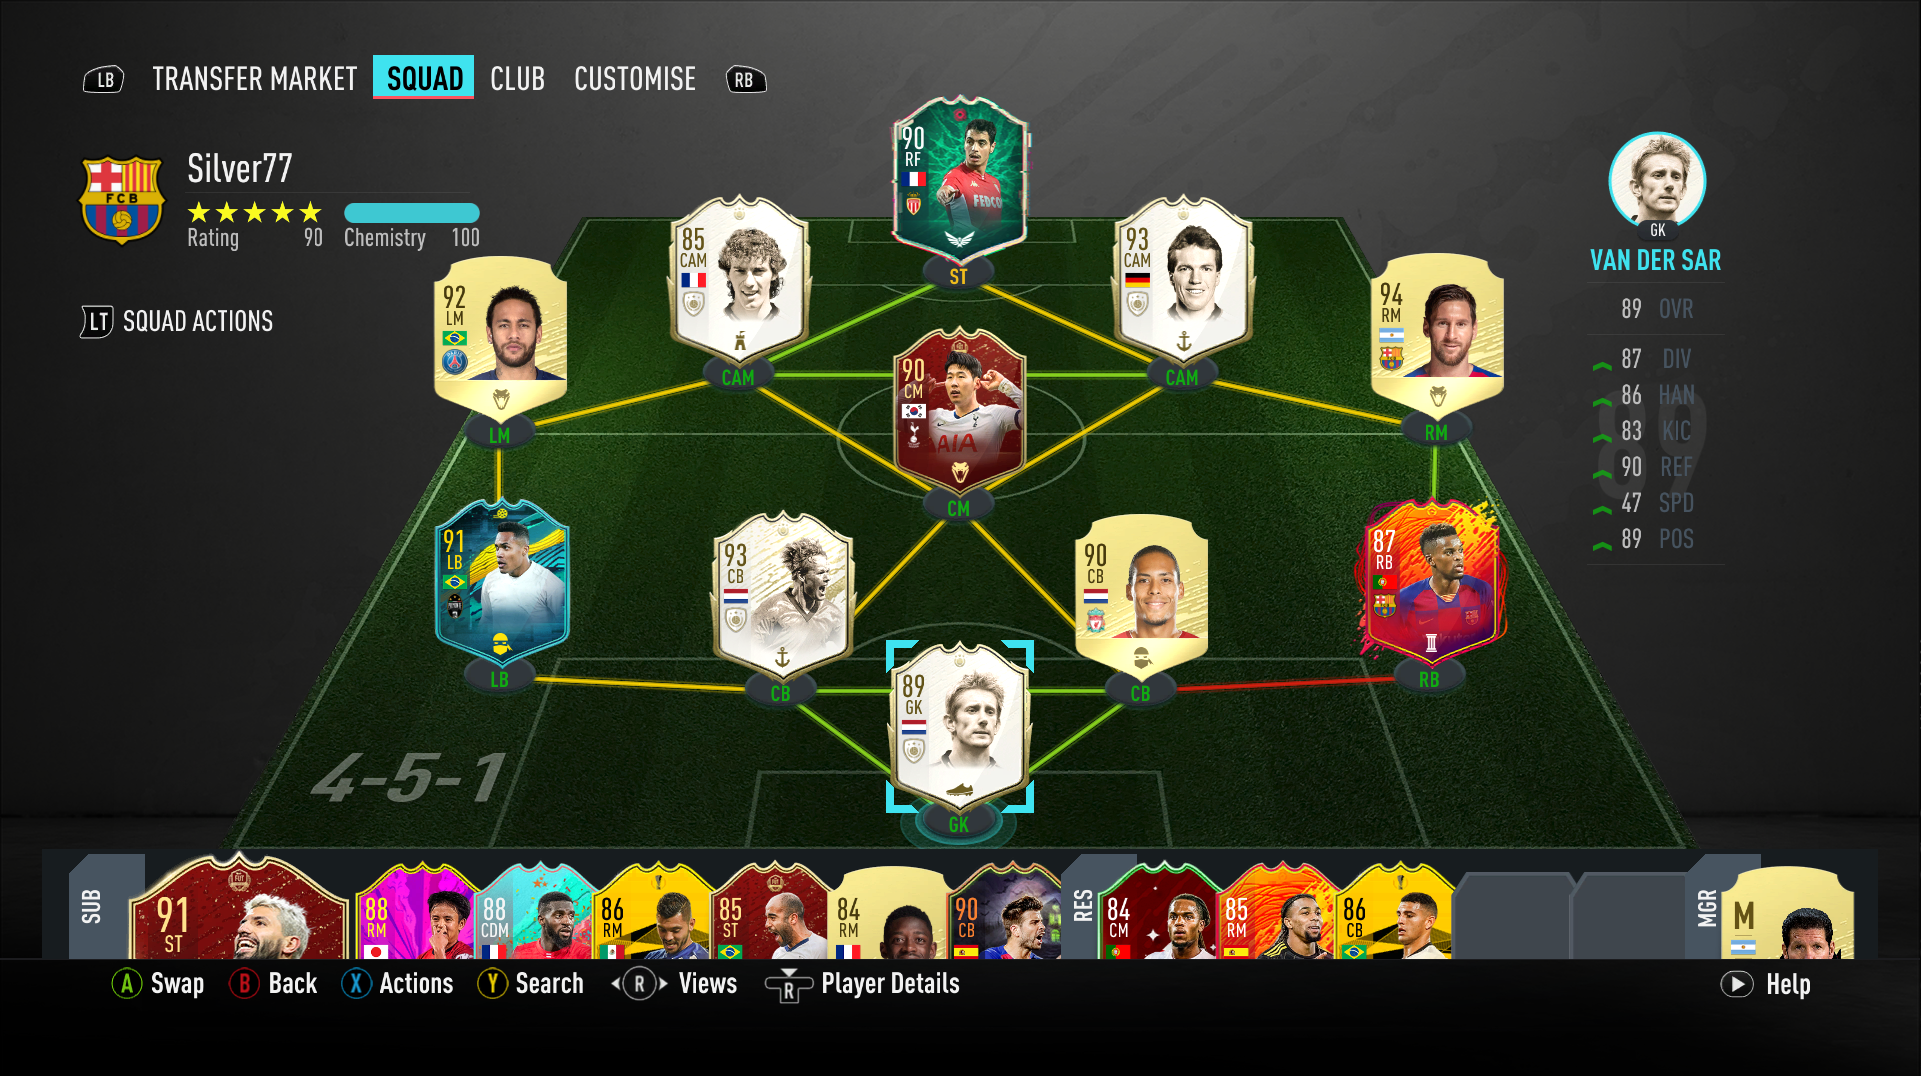 LB TRANSFER MARKET SQUAD CLUB CUSTOMISE RB
Silver77
Rating 90 Chemistry 100
LT SQUAD ACTIONS
FCB
90
RF
FEDCO
ST
85
CAM
CAM
93
CAM
CAM
92
LM
LM
94
RM
RM
90
CM
AIA
CM
91
LB
LB
93
CB
CB
90
CB
CB
87
RB
RB
89
GK
GK
GK
VAN DER SAR
89 OVR
87 DIV
86 HAN
83 KIC
90 REF
47 SPD
89 POS
89
4-5-1
SUB
91
ST
88
RM
88
CDM
86
RM
85
ST
84
RM
90
CB
RES
84
CM
85
RM
86
CB
MGR
M
A Swap B Back X Actions Y Search R Views R Player Details Help